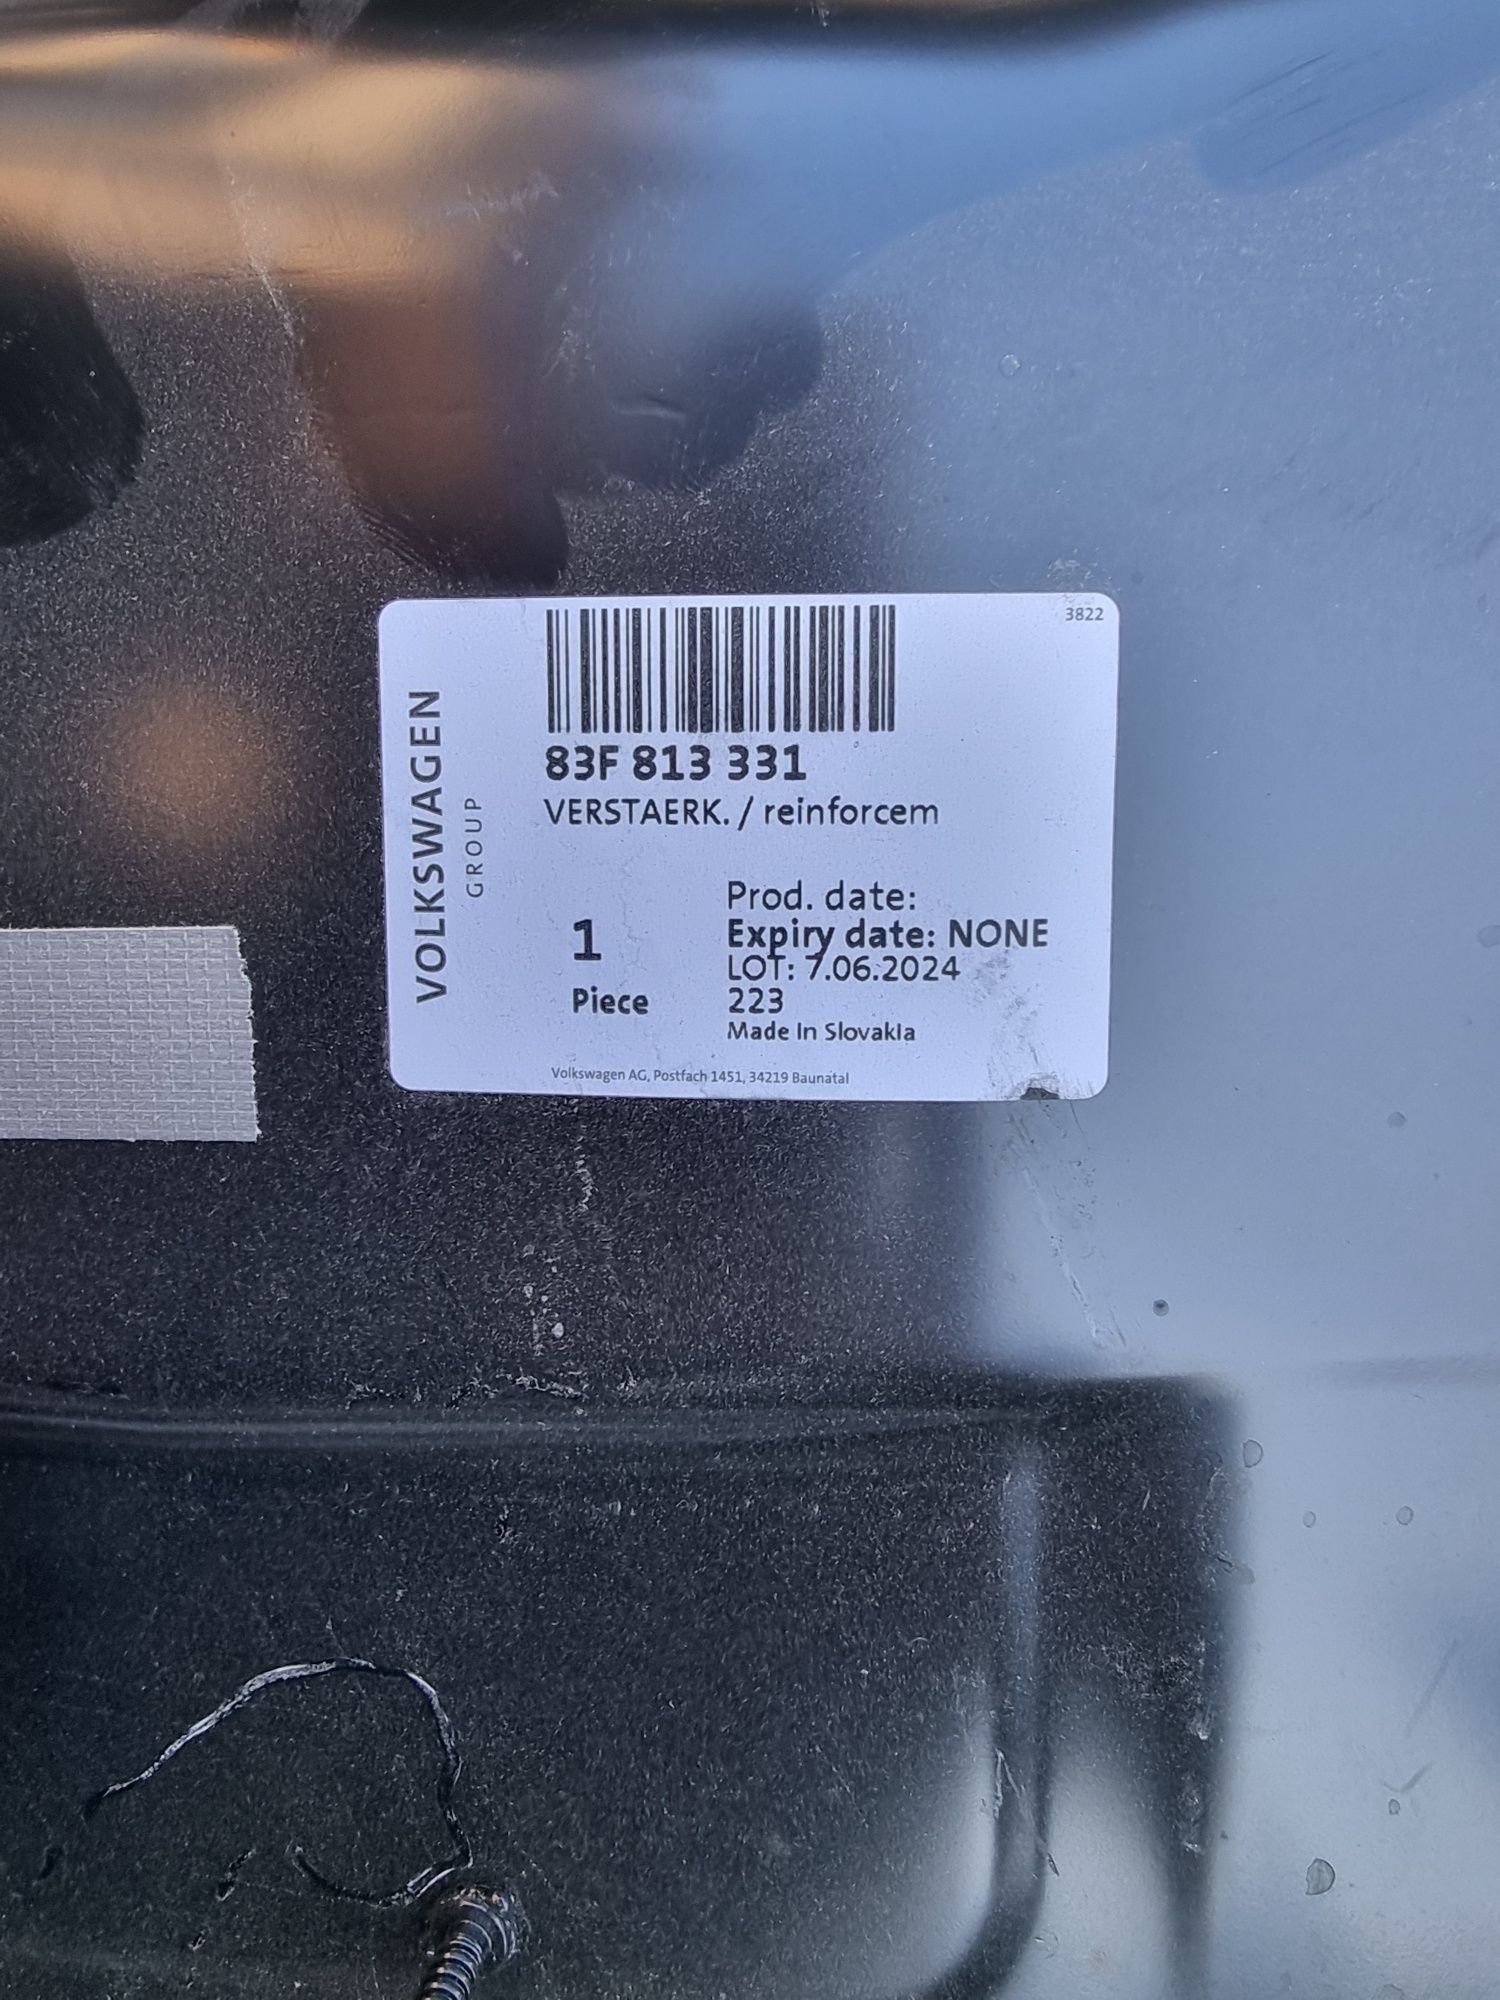 3822
VOLKSWAGEN
GROUP
83F 813 331
VERSTAERK. / reinforcem
1
Piece
Prod. date:
Expiry date: NONE
LOT: 7.06.2024
223
Made In Slovakla
Volkswagen AG, Postfach 1451, 34219 Baunatal